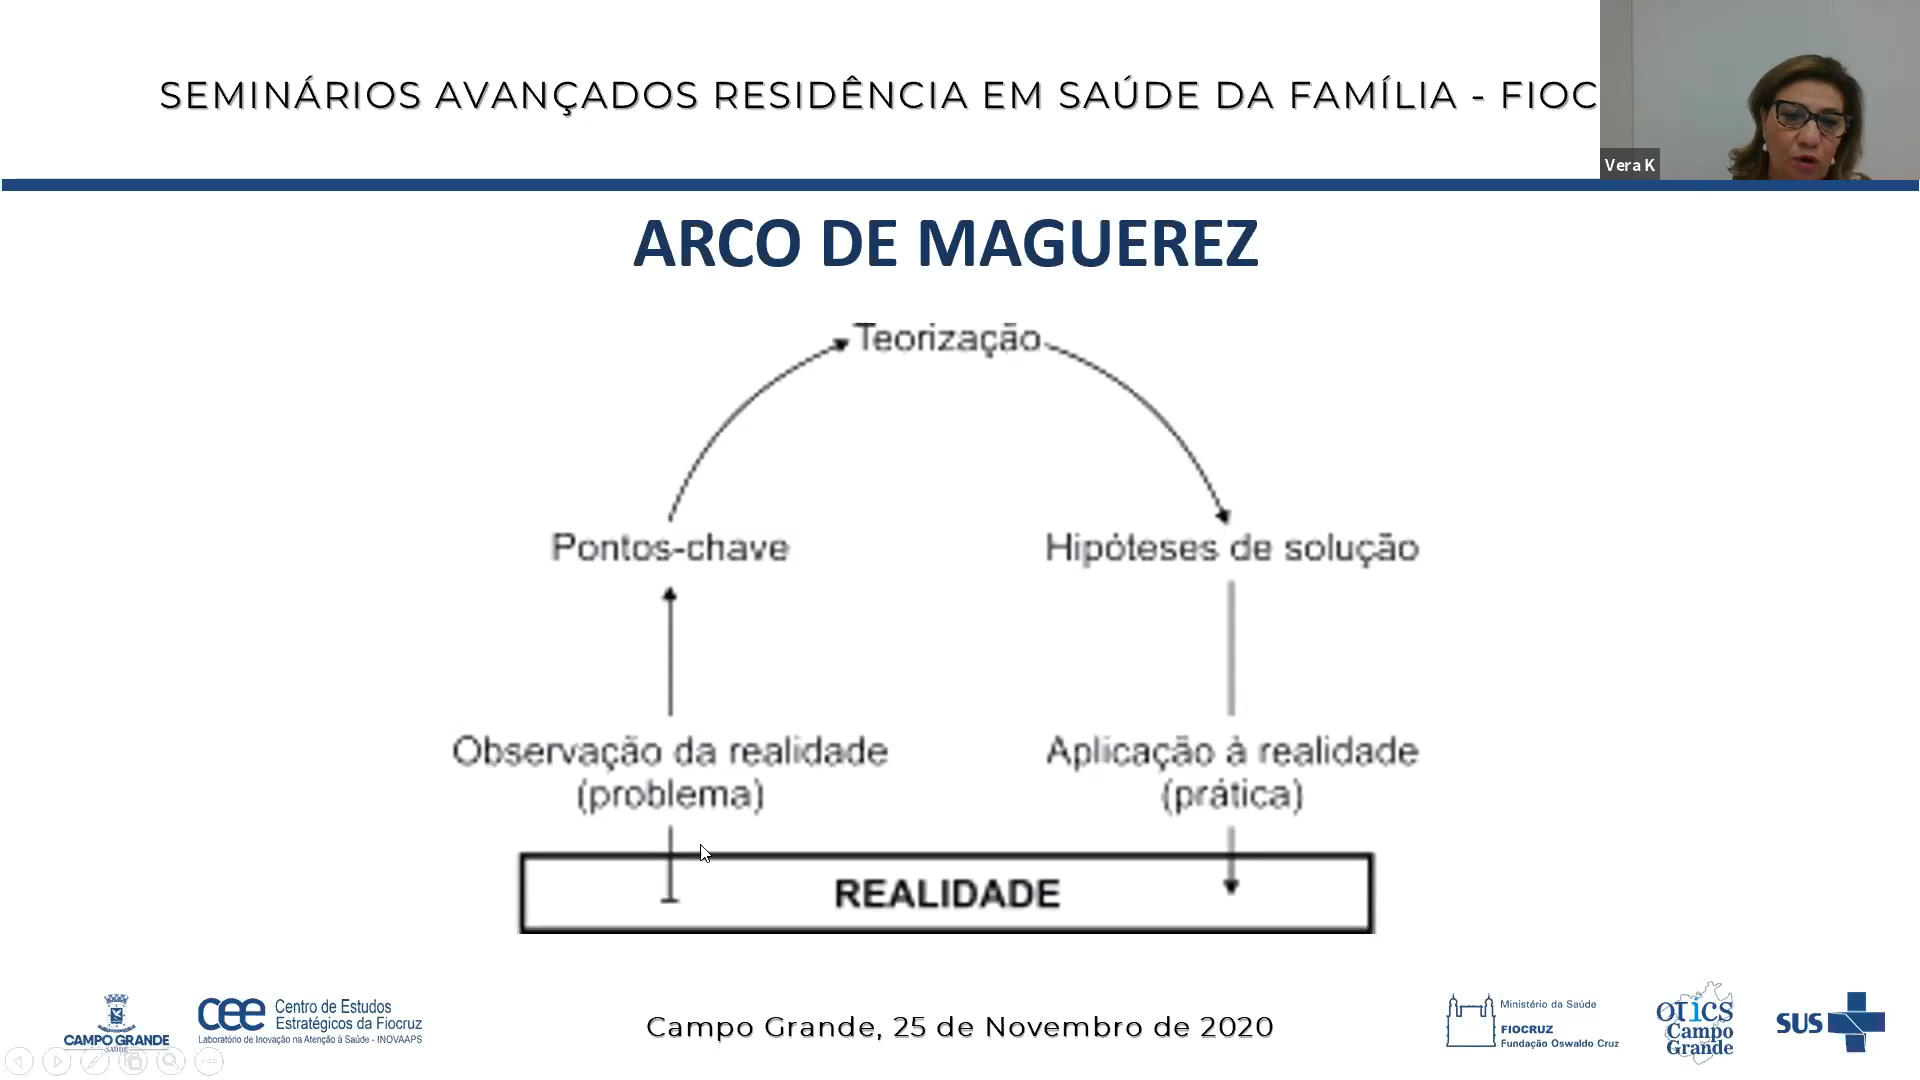 SEMINÁRIOS AVANÇADOS RESIDÊNCIA EM SAÚDE DA FAMÍLIA - FIOC
Vera K
ARCO DE MAGUEREZ
Teorização
Pontos-chave
Hipóteses de solução
Observação da realidade
(problema)
Aplicação à realidade
(prática)
REALIDADE
CAMPO GRANDE
SAÚDE
cee
Centro de Estudos
Estratégicos da Fiocruz
Laboratório de Inovação na Atenção à Saúde - INOVAAPS
Campo Grande, 25 de Novembro de 2020
Ministério da Saúde
FIOCRUZ
Fundação Oswaldo Cruz
OTICS
Campo
Grande
SUS